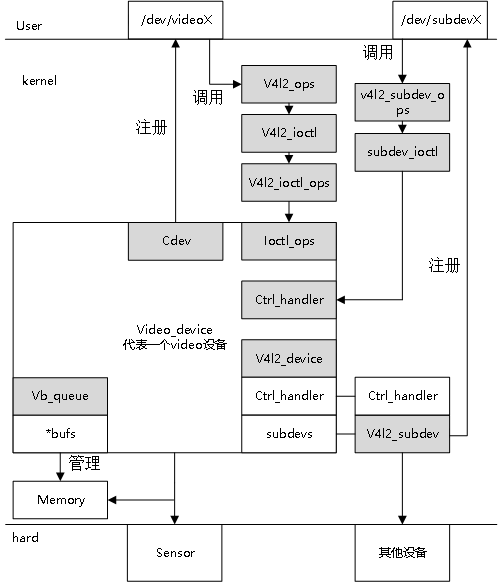 User
/dev/videoX
/dev/subdevX
kernel
调用
调用
V4l2_ops
v4l2_subdev_o
ps
注册
V4l2_ioctl
subdev_ioctl
V4l2_ioctl_ops
Cdev
Ioctl_ops
注册
Ctrl_handler
Video_device
代表一个video设备
V4l2_device
Vb_queue
Ctrl_handler
Ctrl_handler
*bufs
subdevs
V4l2_subdev
管理
Memory
hard
Sensor
其他设备